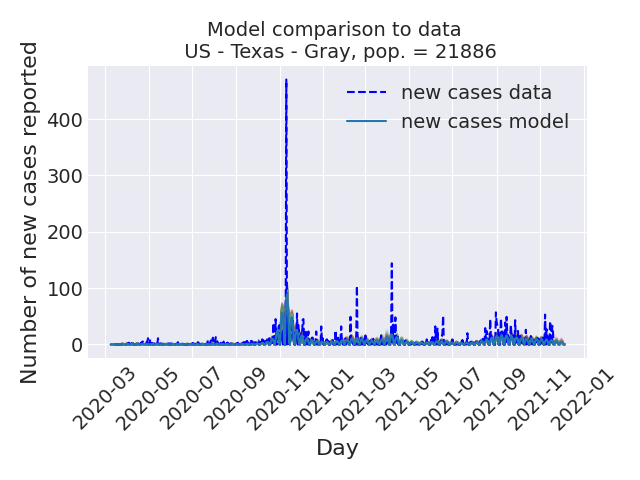 Model comparison to data
US - Texas - Gray, pop. = 21886
Number of new cases reported
400
300
200
100
0
new cases data
new cases model
2020-03
2020-05
2020-07
2020-09
2020-11
2021-01
2021-03
2021-05
2021-07
2021-09
2021-11
2022-01
Day